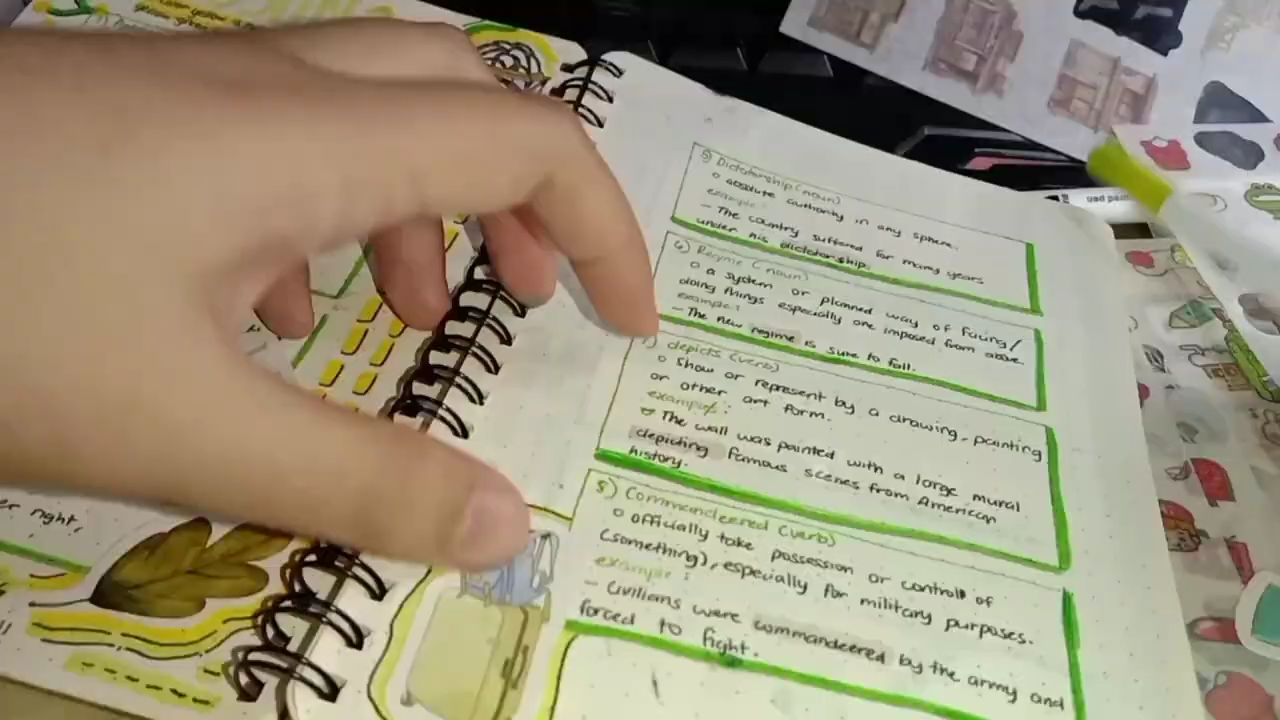 er right,
5) Dictatorship (noun)
o absolute authority in any sphere.
example:
- The country suffered for many years
under his dictatorship.
6) Regime (noun)
o a system or planned way of
doing things especially one imposed from above.
example:
- The new regime is sure to fall.
) depicts (verb)
o Show or represent by a drawing, painting
or other art form.
example:
The wall was painted with a large mural
depicting famous scenes from American
history.
8) Commandeered (verb)
o officially take possession or control of
(something), especially for military purposes.
example:
- Civilians were commandeered by the army and
forced to fight.